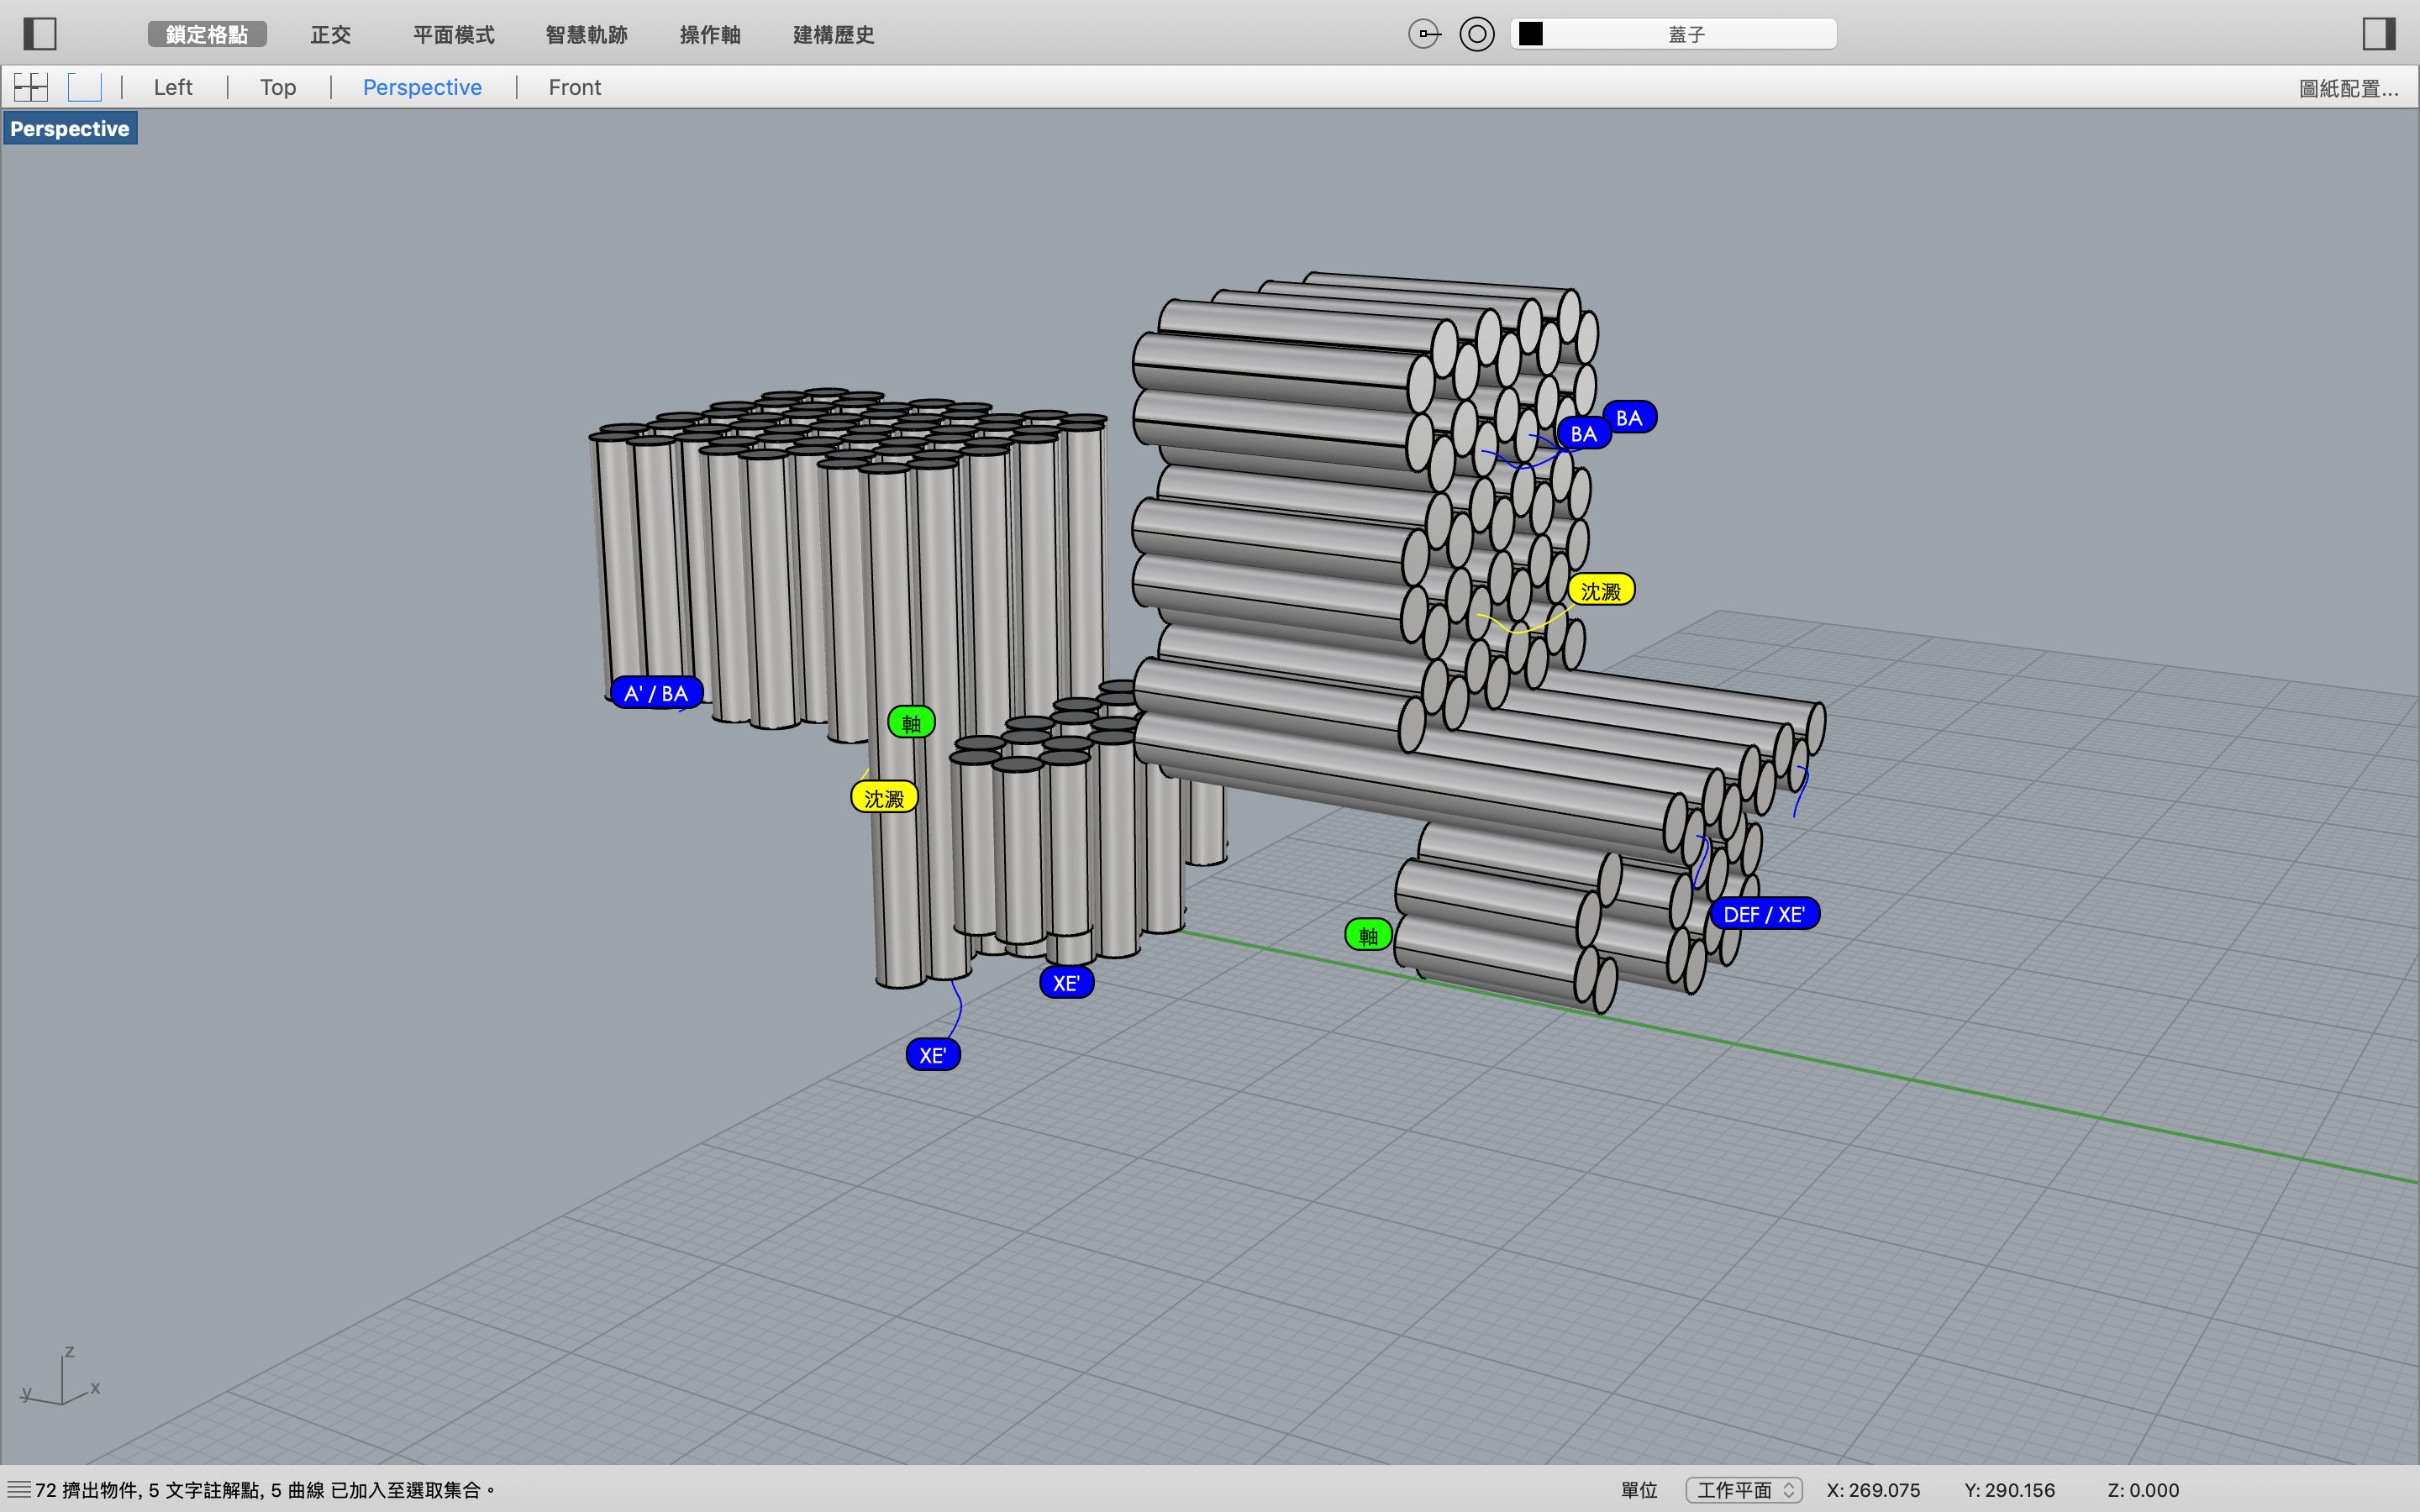 鎖定格點 正交 平面模式 智慧軌跡 操作軸 建構歷史 蓋子
Left Top Perspective Front 圖紙配置...
Perspective
BA
BA
沈澱
A' / BA
軸
沈澱
DEF / XE'
軸
XE'
XE'
z
y x
72 擠出物件, 5 文字註解點, 5 曲線 已加入至選取集合。 單位 工作平面 X: 269.075 Y: 290.156 Z: 0.000